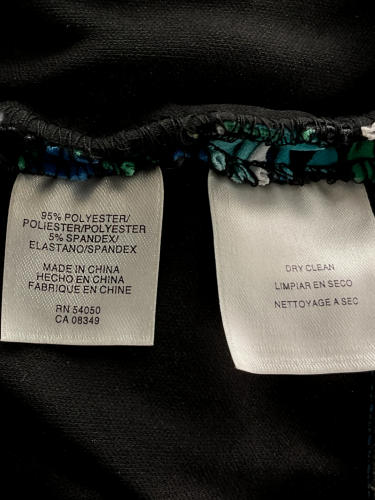 95% POLYESTER/
POLIESTER/POLYESTER
5% SPANDEX/
ELASTANO/SPANDEX
MADE IN CHINA
HECHO EN CHINA
FABRIQUE EN CHINE
RN 54050
CA 08349
DRY CLEAN
LIMPIAR EN SECO
NETTOYAGE A SEC